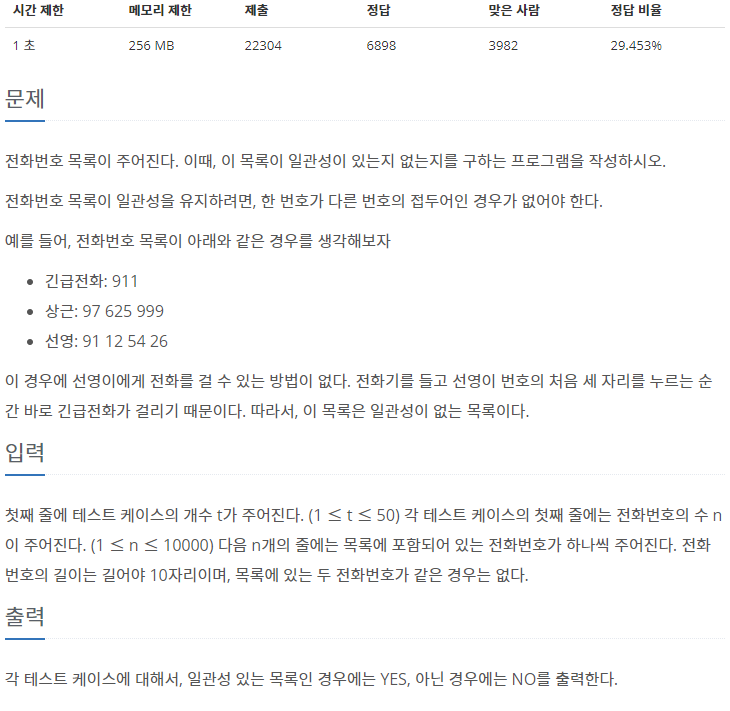 시간 제한 메모리 제한 제출 정답 맞은 사람 정답 비율
1 초 256 MB 22304 6898 3982 29.453%
문제
전화번호 목록이 주어진다. 이때, 이 목록이 일관성이 있는지 없는지를 구하는 프로그램을 작성하시오.
전화번호 목록이 일관성을 유지하려면, 한 번호가 다른 번호의 접두어인 경우가 없어야 한다.
예를 들어, 전화번호 목록이 아래와 같은 경우를 생각해보자
• 긴급전화: 911
• 상근: 97 625 999
• 선영: 91 12 54 26
이 경우에 선영이에게 전화를 걸 수 있는 방법이 없다. 전화기를 들고 선영이 번호의 처음 세 자리를 누르는 순
간 바로 긴급전화가 걸리기 때문이다. 따라서, 이 목록은 일관성이 없는 목록이다.
입력
첫째 줄에 테스트 케이스의 개수 t가 주어진다. (1 ≤ t ≤ 50) 각 테스트 케이스의 첫째 줄에는 전화번호의 수 n
이 주어진다. (1 ≤ n ≤ 10000) 다음 n개의 줄에는 목록에 포함되어 있는 전화번호가 하나씩 주어진다. 전화
번호의 길이는 길어야 10자리이며, 목록에 있는 두 전화번호가 같은 경우는 없다.
출력
각 테스트 케이스에 대해서, 일관성 있는 목록인 경우에는 YES, 아닌 경우에는 NO를 출력한다.